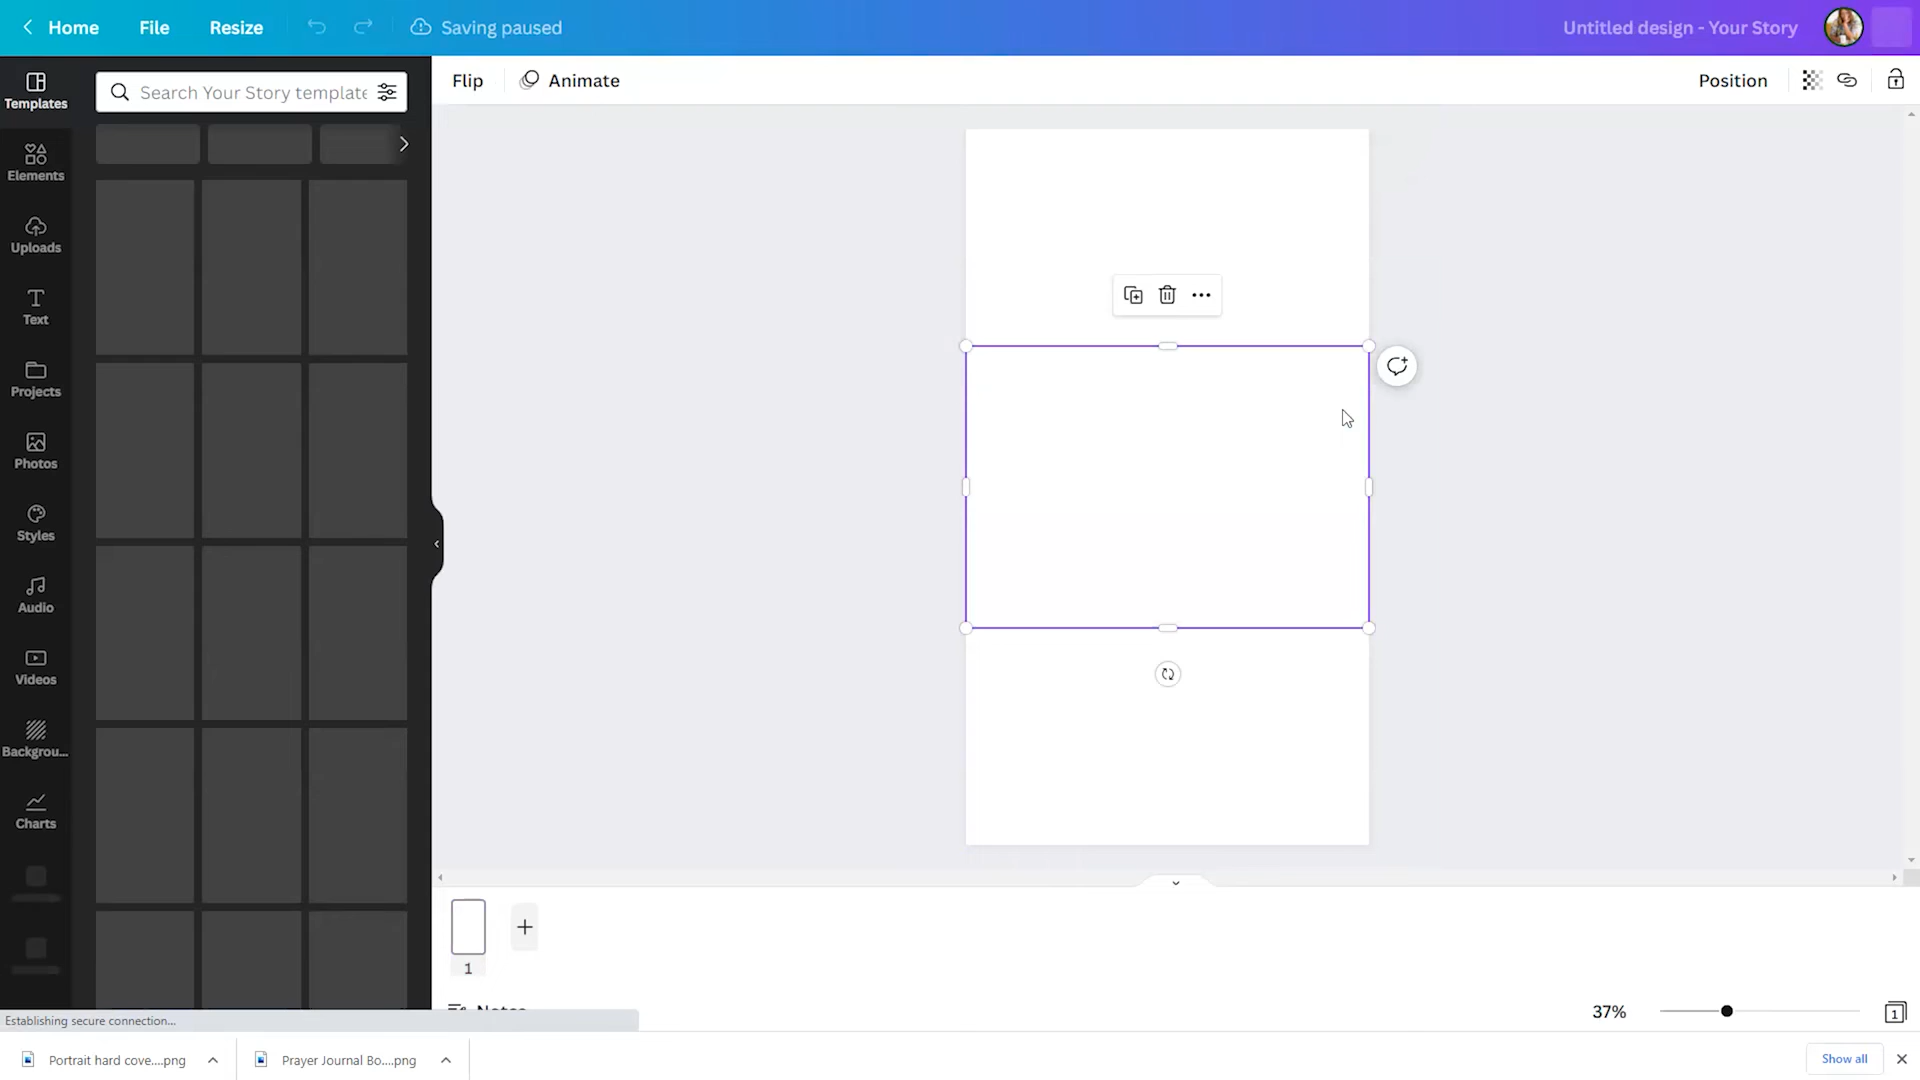 Home
File
Resize
Saving paused
Untitled design - Your Story
Templates
Search Your Story template
Flip
Animate
Position
Elements
Uploads
Text
Projects
Photos
Styles
Audio
Videos
Backgrou...
Charts
1
Notes
37%
1
Establishing secure connection...
Portrait hard cove....png
Prayer Journal Bo....png
Show all